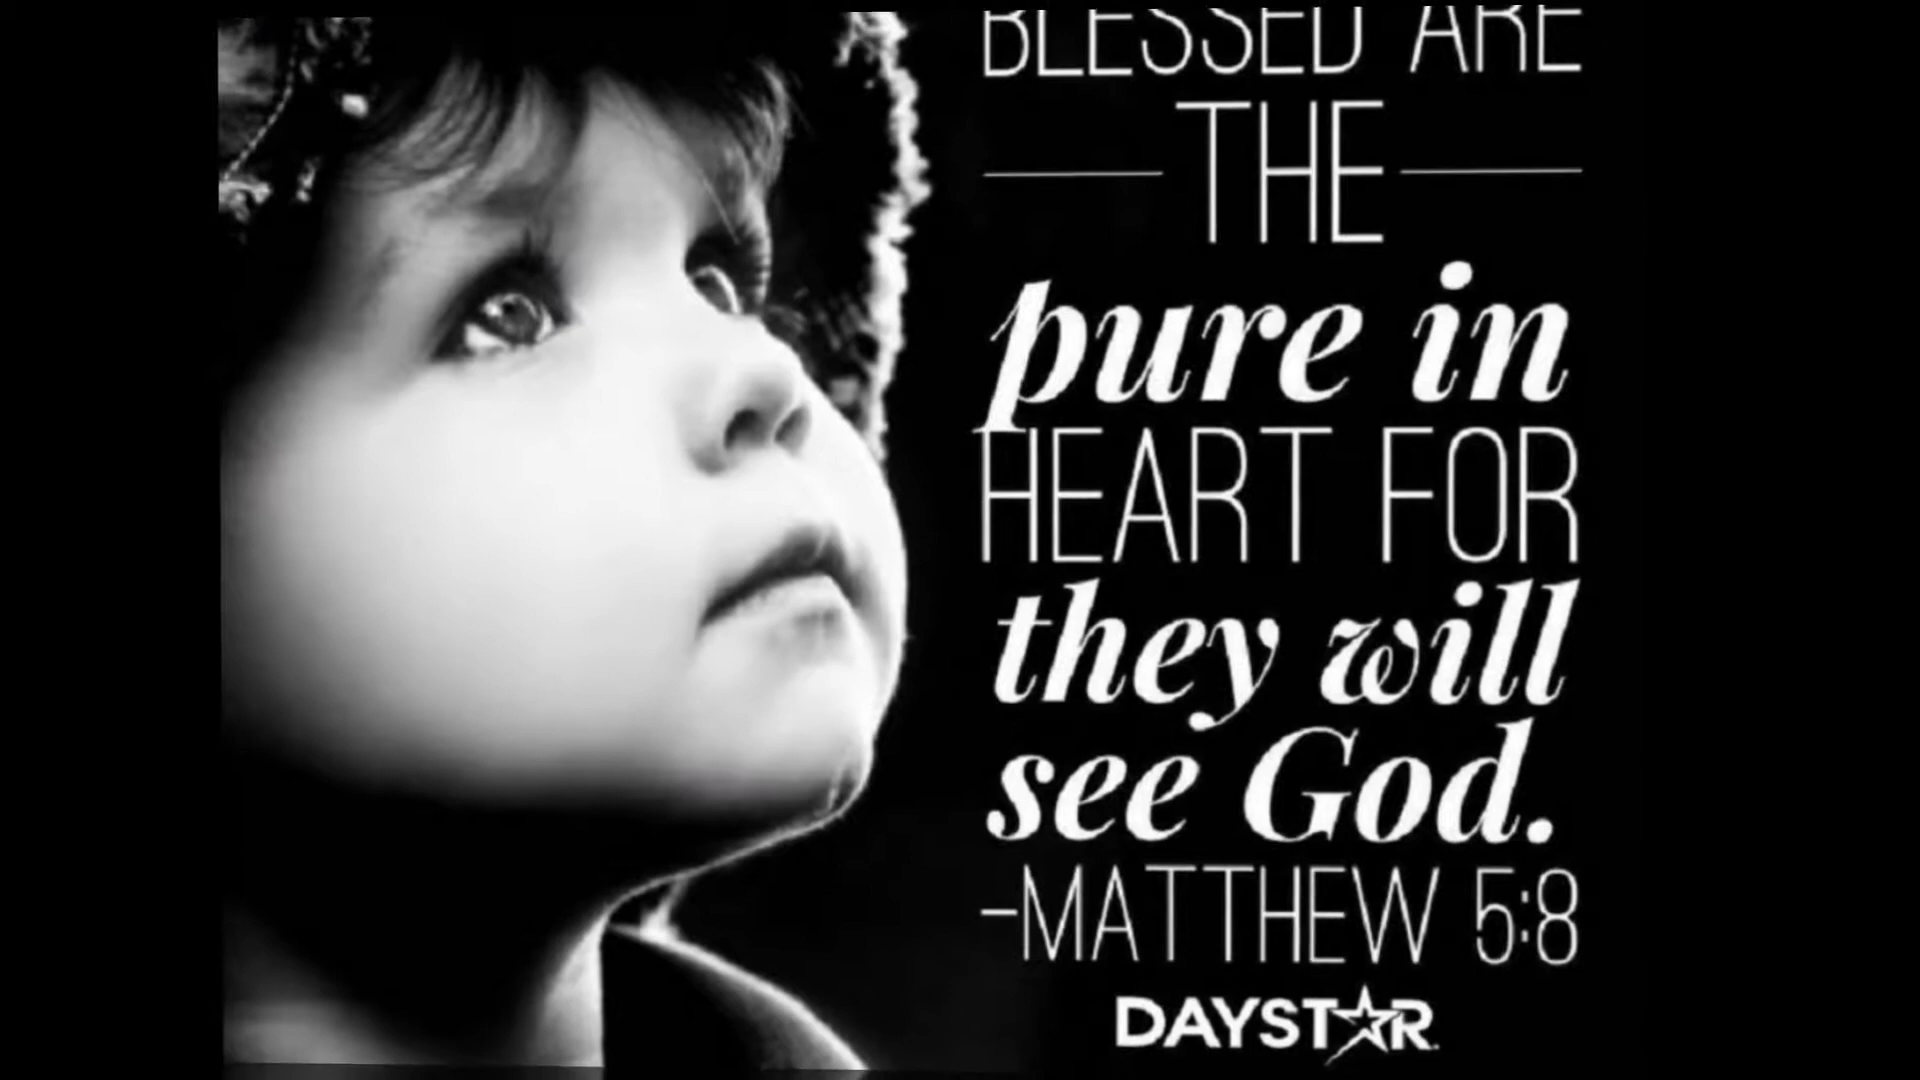 BLESSED ARE
THE
pure in
HEART FOR
they will
see God.
-MATTHEW 5:8
DAYSTAR